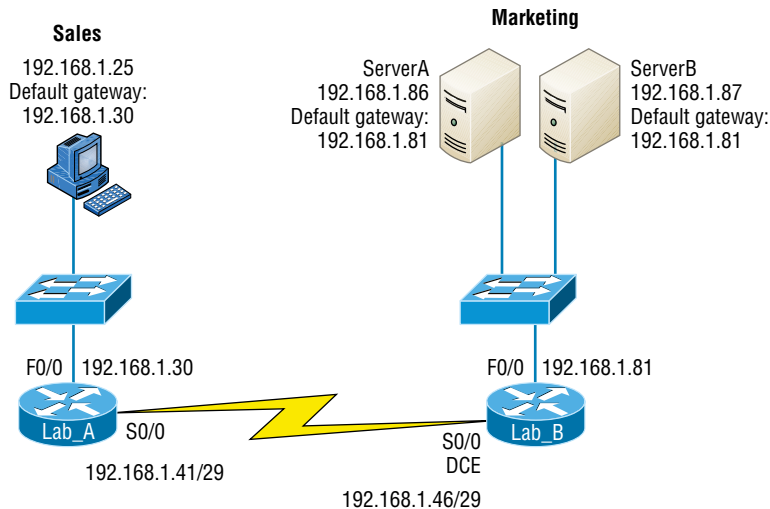 Sales
192.168.1.25
Default gateway:
192.168.1.30
Marketing
ServerA
192.168.1.86
Default gateway:
192.168.1.81
ServerB
192.168.1.87
Default gateway:
192.168.1.81
F0/0 192.168.1.30
Lab_A
S0/0
192.168.1.41/29
F0/0 192.168.1.81
Lab_B
S0/0
DCE
192.168.1.46/29